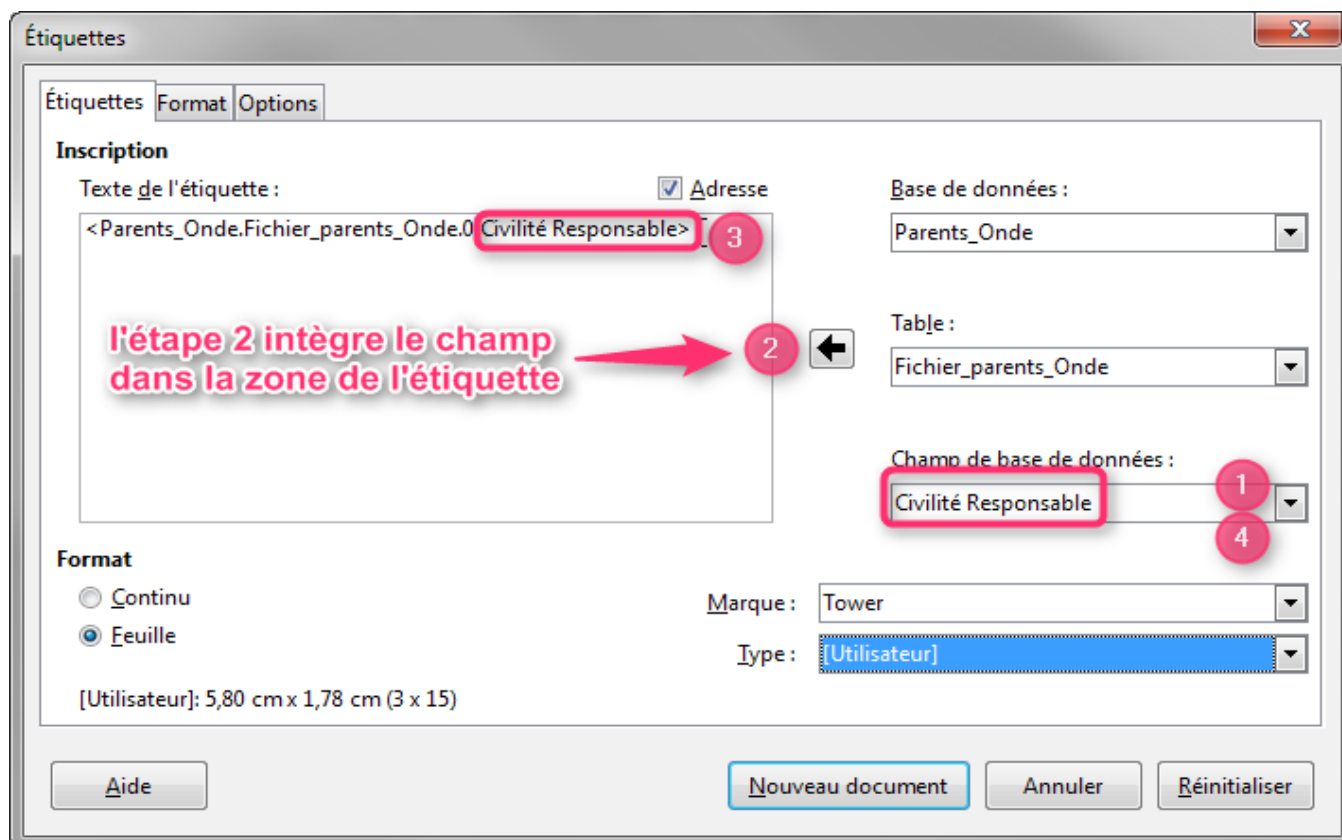 Étiquettes
Étiquettes Format Options
Inscription
Texte de l'étiquette :
Adresse
<Parents_Onde.Fichier_parents_Onde.0 Civilité Responsable>
3
l'étape 2 intègre le champ
dans la zone de l'étiquette
2
Base de données :
Parents_Onde
Table :
Fichier_parents_Onde
Champ de base de données :
1
Civilité Responsable
4
Format
Continu
Feuille
Marque : Tower
Type : [Utilisateur]
[Utilisateur]: 5,80 cm x 1,78 cm (3 x 15)
Aide Nouveau document Annuler Réinitialiser